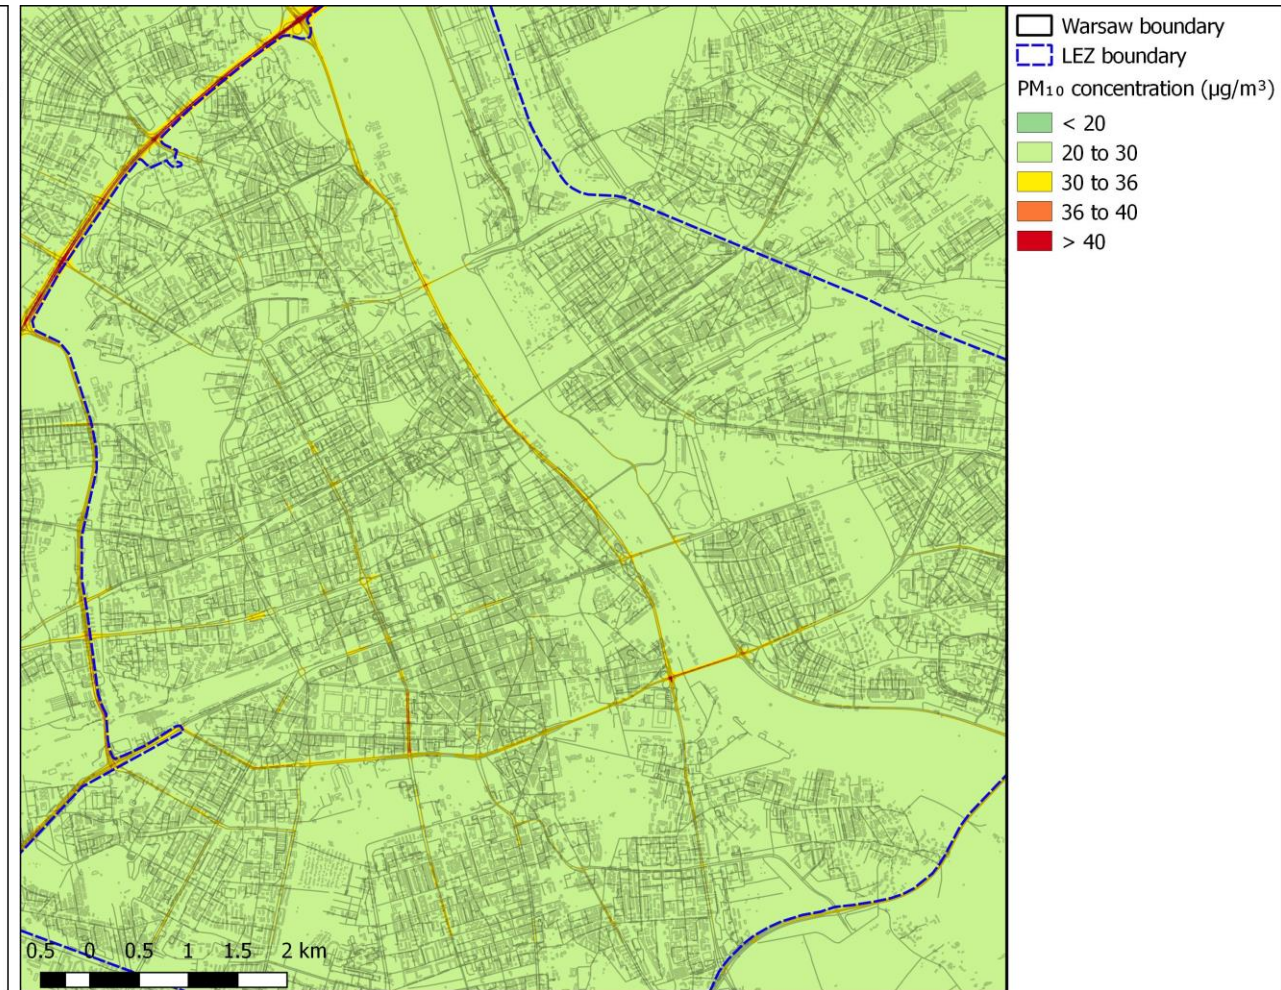 Warsaw boundary
LEZ boundary
PM₁₀ concentration (µg/m³)
< 20
20 to 30
30 to 36
36 to 40
> 40
0.5 0 0.5 1 1.5 2 km